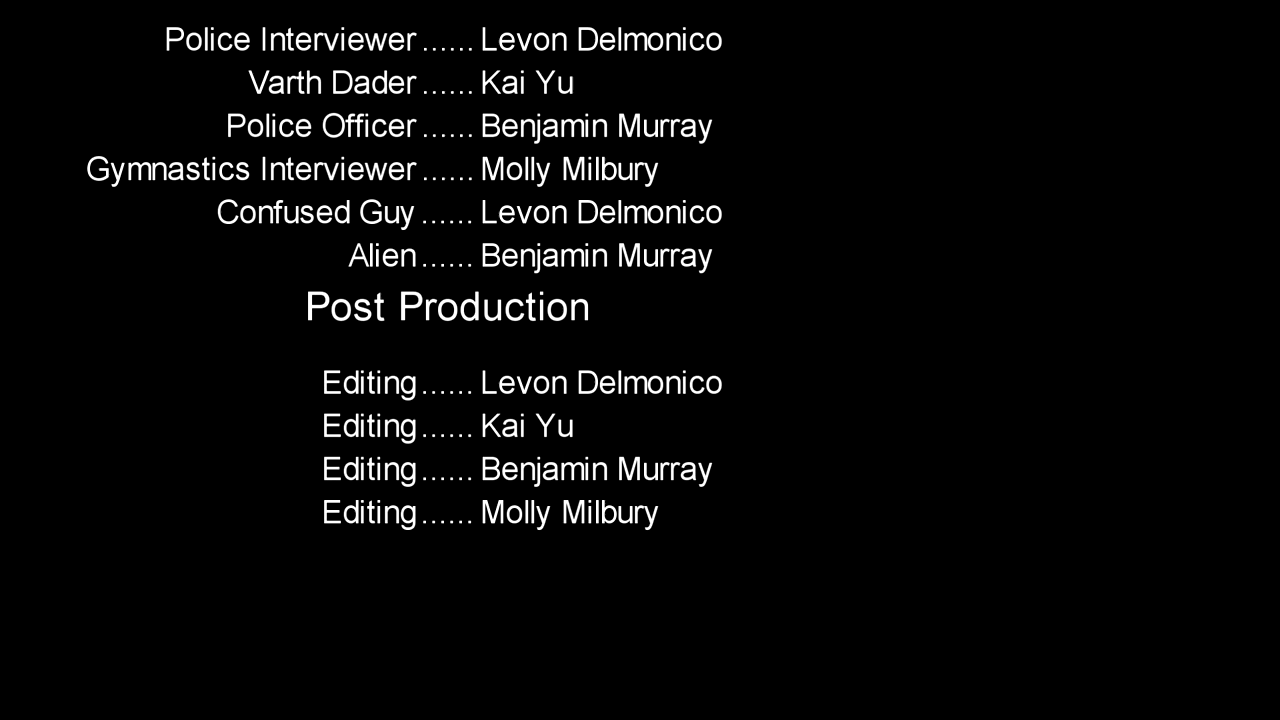 Police Interviewer ...... Levon Delmonico
Varth Dader ...... Kai Yu
Police Officer ...... Benjamin Murray
Gymnastics Interviewer ...... Molly Milbury
Confused Guy ...... Levon Delmonico
Alien ...... Benjamin Murray
Post Production
Editing ...... Levon Delmonico
Editing ...... Kai Yu
Editing ...... Benjamin Murray
Editing ...... Molly Milbury